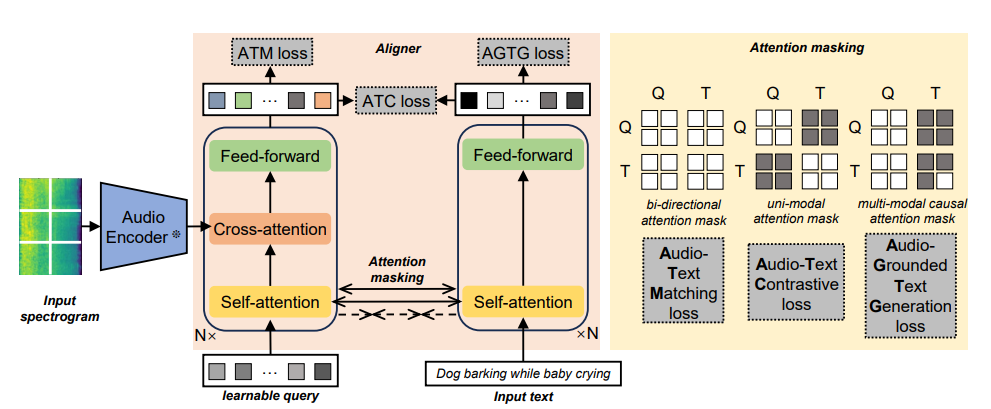 Aligner
ATM loss
AGTG loss
ATC loss
...
...
Feed-forward
Feed-forward
Audio
Encoder
Cross-attention
Attention
masking
Self-attention
Self-attention
Input
spectrogram
N×
×N
...
learnable query
Dog barking while baby crying
Input text
Attention masking
Q T
Q T
Q T
Q
T
Q
T
Q
T
bi-directional
attention mask
uni-modal
attention mask
multi-modal causal
attention mask
Audio-
Text
Matching
loss
Audio-Text
Contrastive
loss
Audio-
Grounded
Text
Generation
loss